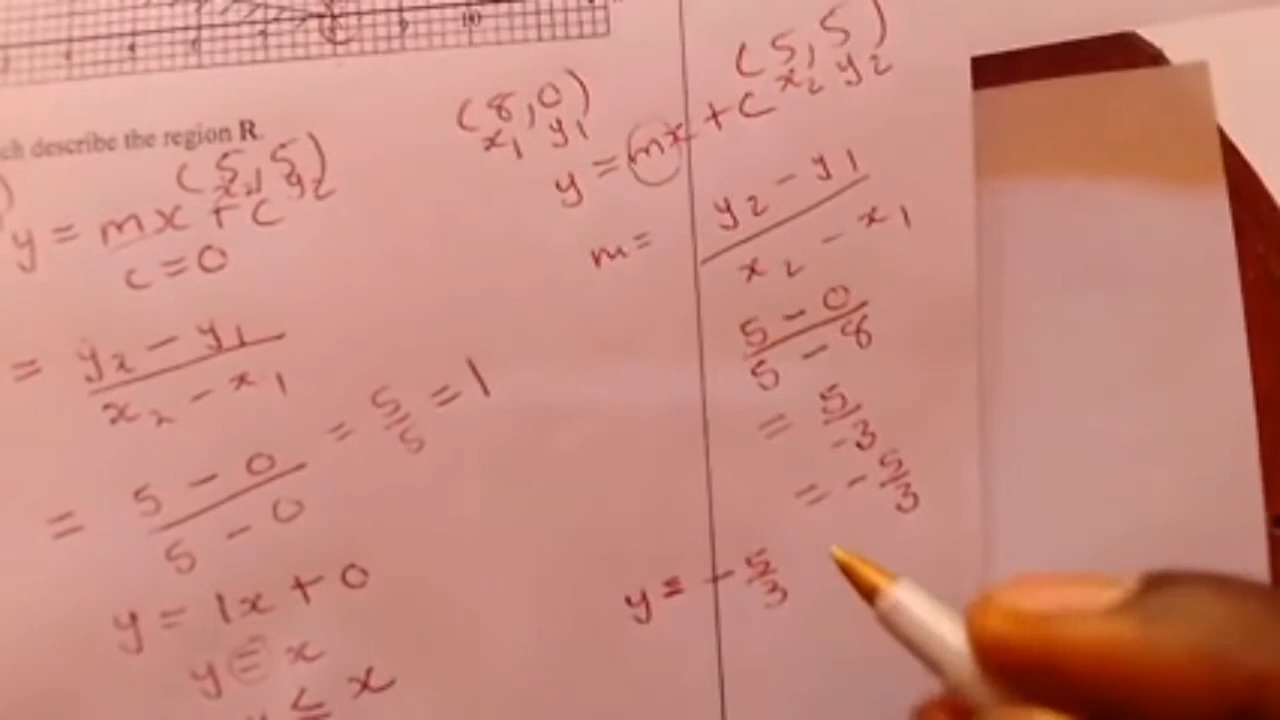 10
ch describe the region R.
(5, 5)
x2, y2
y = mx + c
c = 0
= y2 - y1 / x2 - x1
= 5 - 0 / 5 - 0 = 5/5 = 1
y = 1x + 0
y = x
≤ x
(8, 0)
x1 y1
(5, 5)
x2 y2
y = mx + c
m = y2 - y1 / x2 - x1
5 - 0 / 5 - 8
= 5/-3
= -5/3
y = -5/3